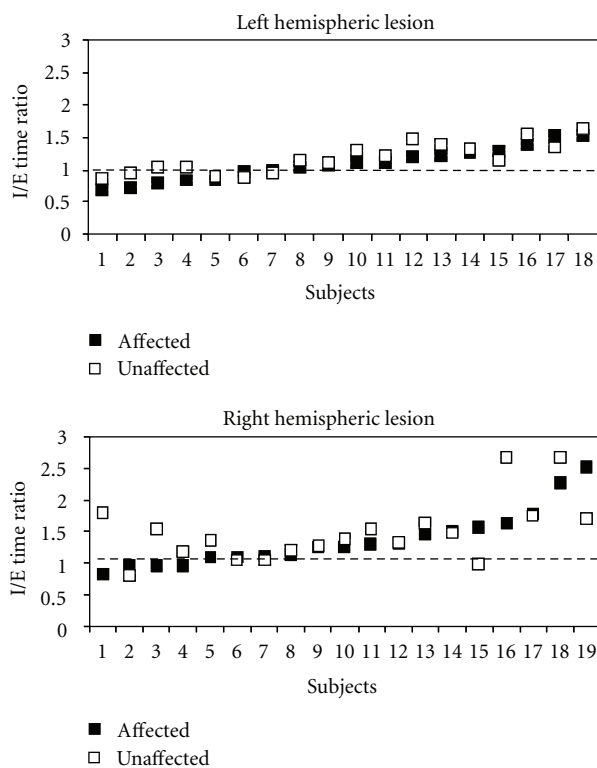 Left hemispheric lesion
3
2.5
2
1.5
1
0.5
0
I/E time ratio
1 2 3 4 5 6 7 8 9 10 11 12 13 14 15 16 17 18
Subjects
Affected
Unaffected
Right hemispheric lesion
3
2.5
2
1.5
1
0.5
0
I/E time ratio
1 2 3 4 5 6 7 8 9 10 11 12 13 14 15 16 17 18 19
Subjects
Affected
Unaffected